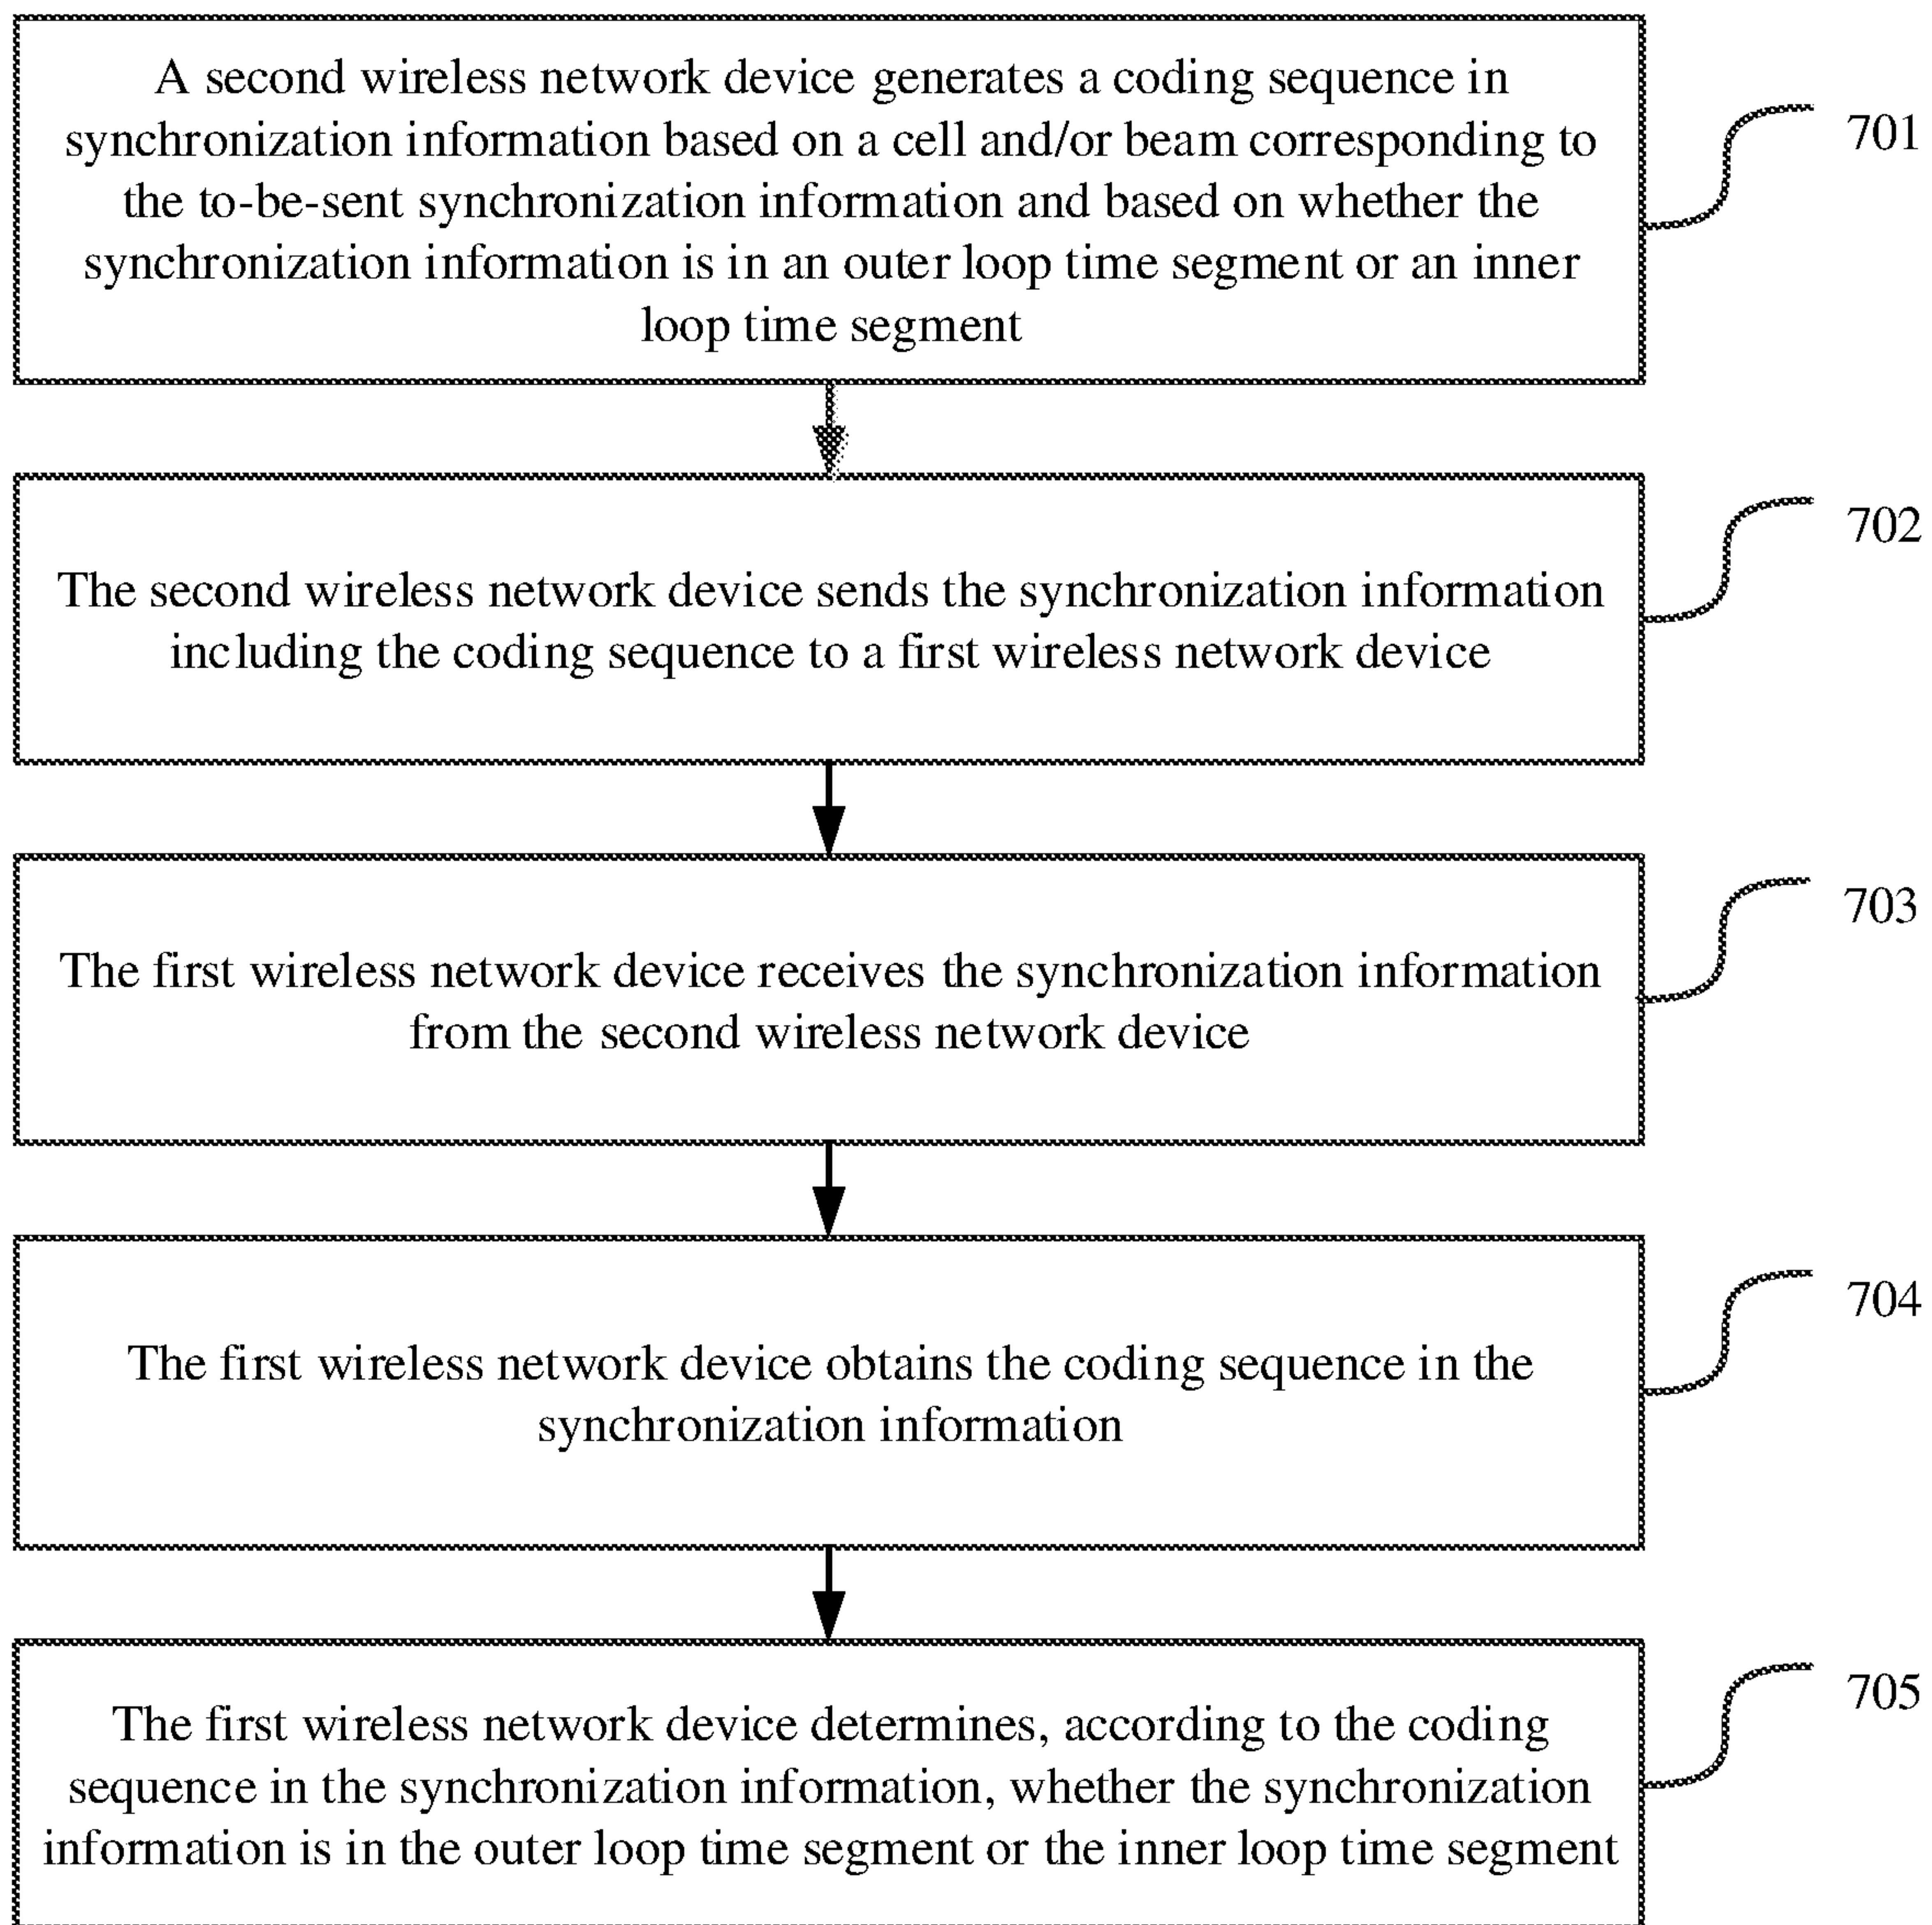 A second wireless network device generates a coding sequence in
synchronization information based on a cell and/or beam corresponding to
the to-be-sent synchronization information and based on whether the
synchronization information is in an outer loop time segment or an inner
loop time segment
701
The second wireless network device sends the synchronization information
including the coding sequence to a first wireless network device
702
The first wireless network device receives the synchronization information
from the second wireless network device
703
The first wireless network device obtains the coding sequence in the
synchronization information
704
The first wireless network device determines, according to the coding
sequence in the synchronization information, whether the synchronization
information is in the outer loop time segment or the inner loop time segment
705